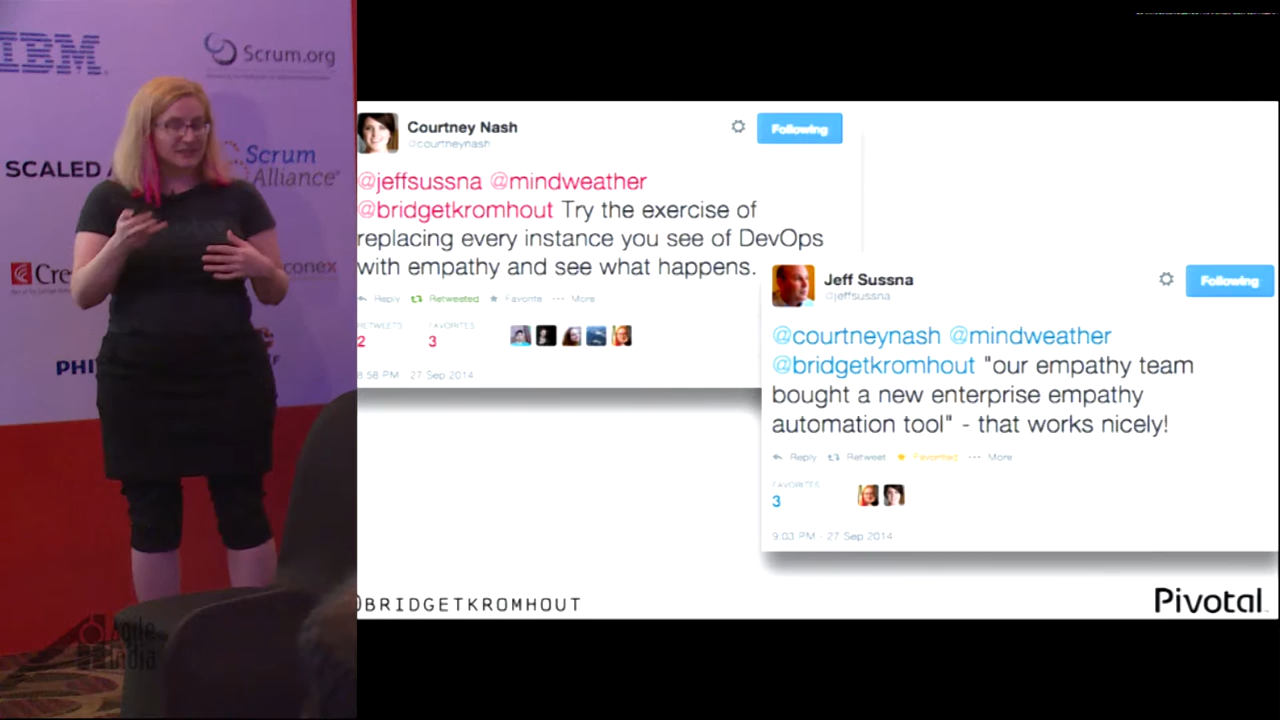 IBM
Scrum.org
SCALED A
Scrum
Alliance
Cre
conex
PHI
Agile
India
Courtney Nash
@courtneynash
Following
@jeffsussna @mindweather
@bridgetkromhout Try the exercise of
replacing every instance you see of DevOps
with empathy and see what happens.
Reply Retweeted Favorite More
RETWEETS FAVORITES
2 3
8:58 PM 27 Sep 2014
Jeff Sussna
@jeffsussna
Following
@courtneynash @mindweather
@bridgetkromhout "our empathy team
bought a new enterprise empathy
automation tool" - that works nicely!
Reply Retweet Favorited More
FAVORITES
3
9:03 PM - 27 Sep 2014
@BRIDGETKROMHOUT
Pivotal